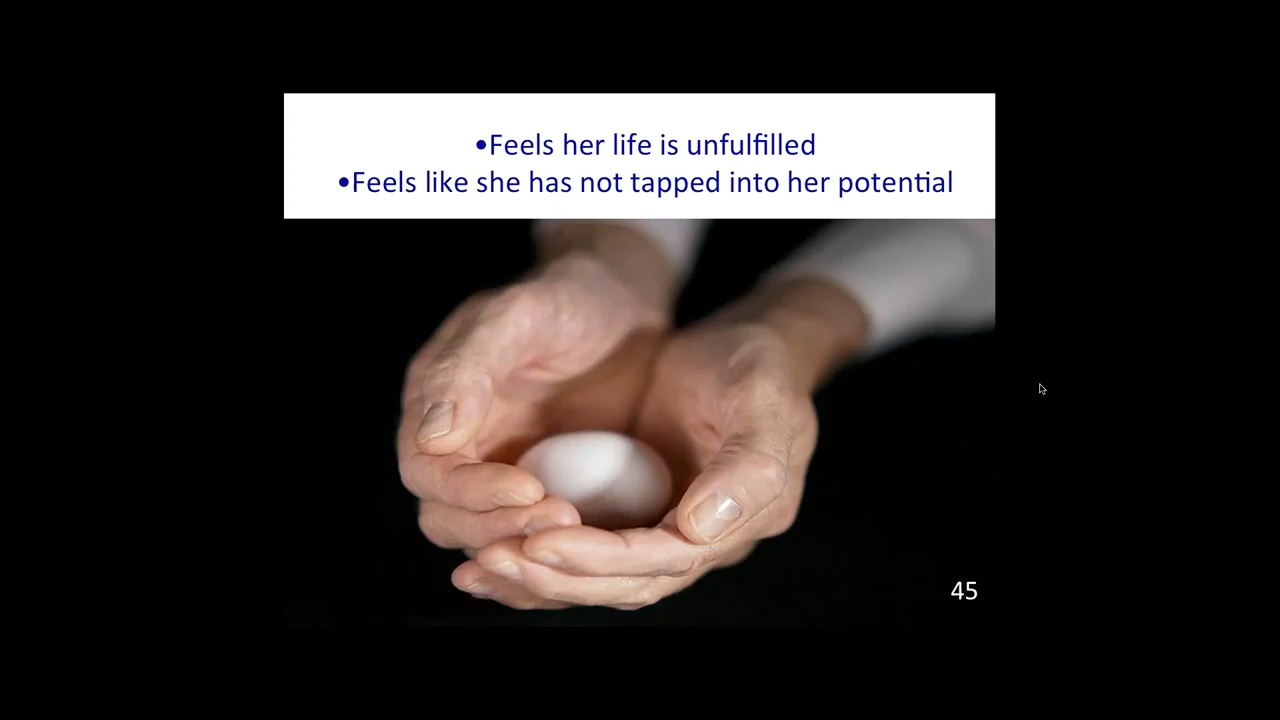 •Feels her life is unfulfilled
•Feels like she has not tapped into her potential
45